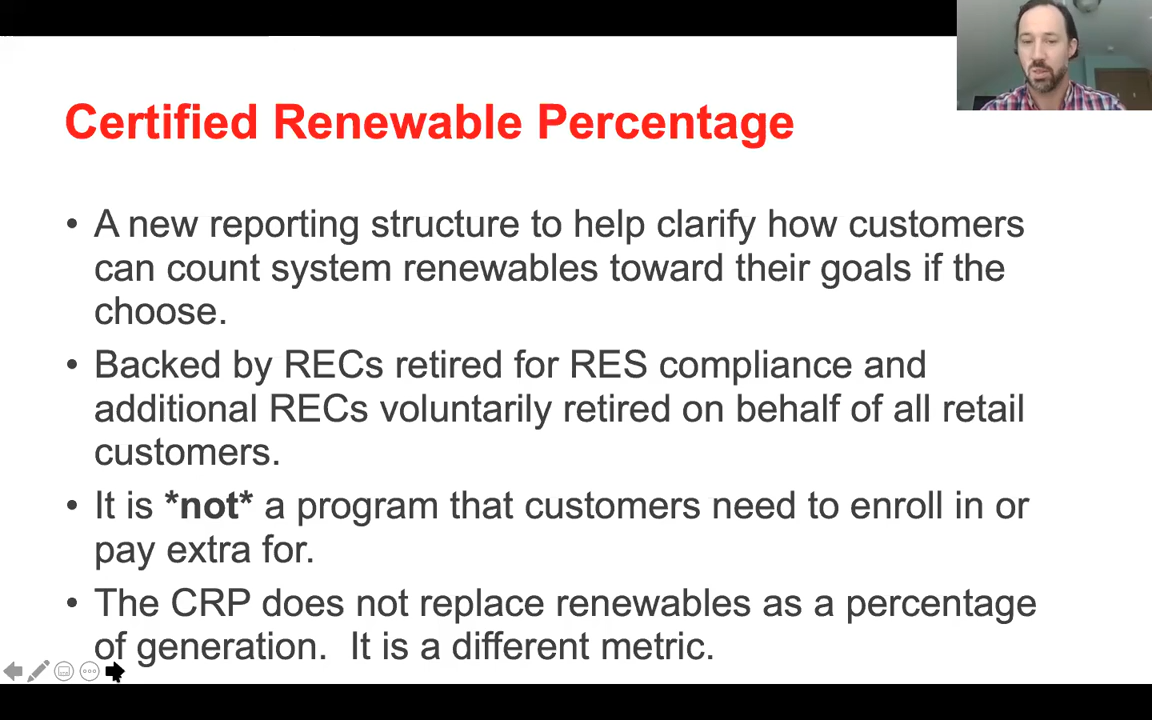 Certified Renewable Percentage
• A new reporting structure to help clarify how customers
can count system renewables toward their goals if the
choose.
• Backed by RECs retired for RES compliance and
additional RECs voluntarily retired on behalf of all retail
customers.
• It is *not* a program that customers need to enroll in or
pay extra for.
• The CRP does not replace renewables as a percentage
of generation.  It is a different metric.